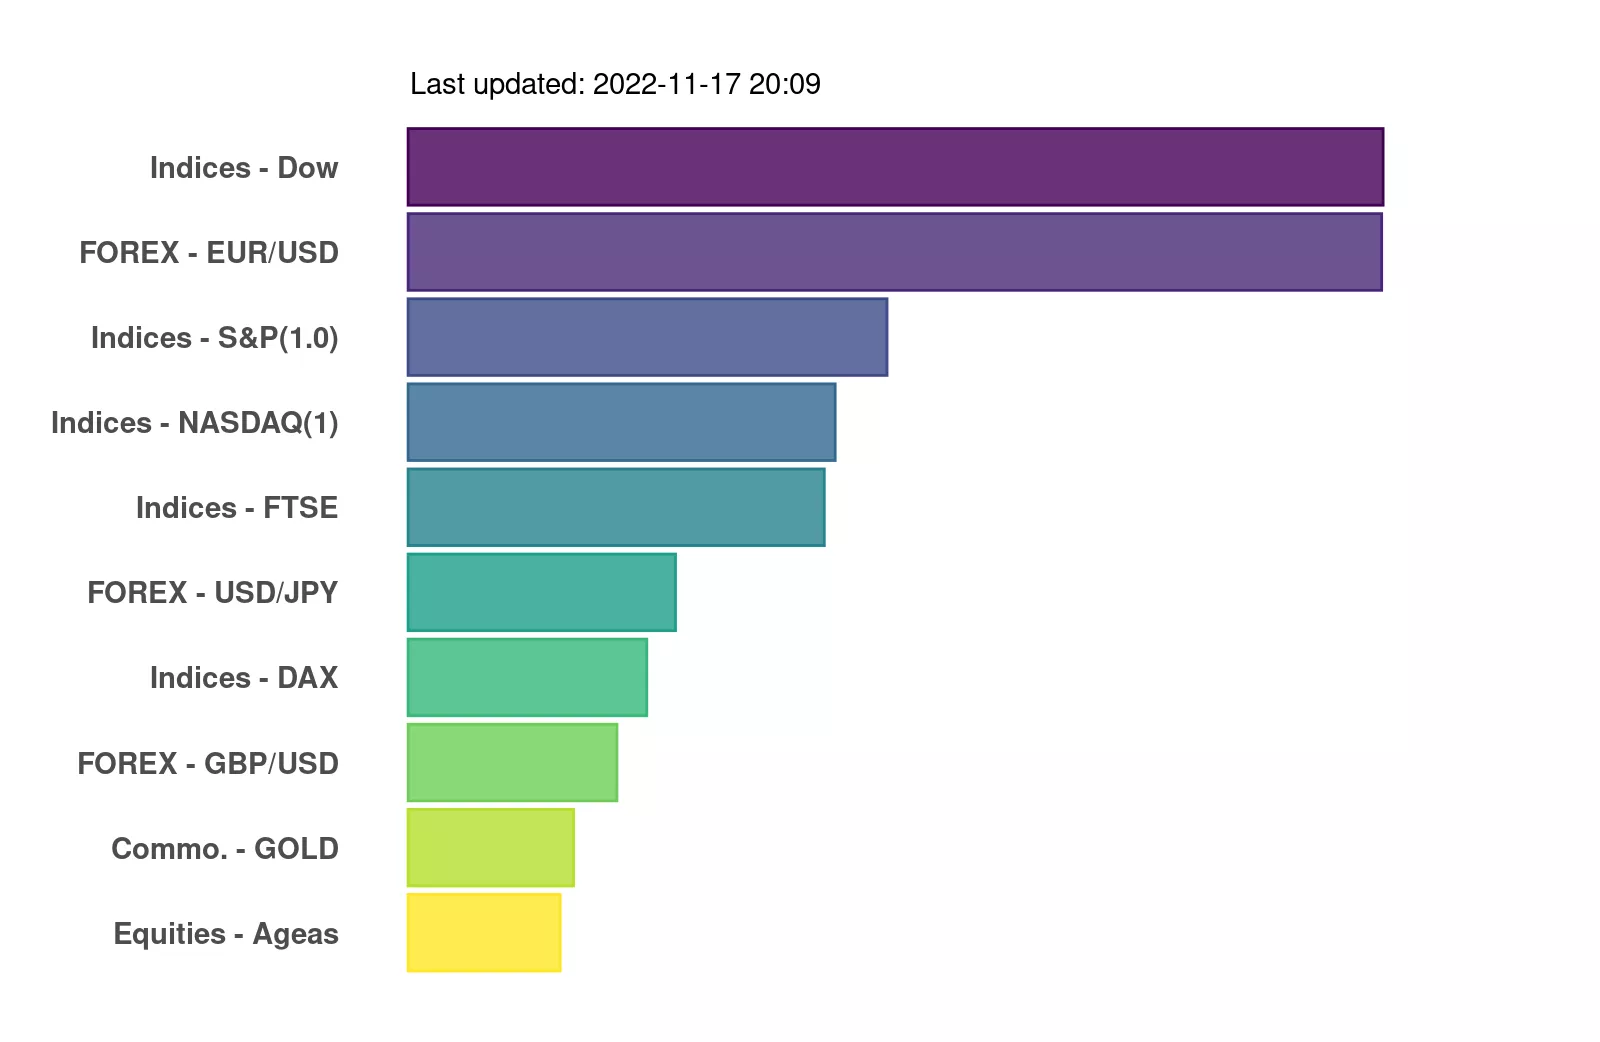 Last updated: 2022-11-17 20:09
Indices - Dow
FOREX - EUR/USD
Indices - S&P(1.0)
Indices - NASDAQ(1)
Indices - FTSE
FOREX - USD/JPY
Indices - DAX
FOREX - GBP/USD
Commo. - GOLD
Equities - Ageas